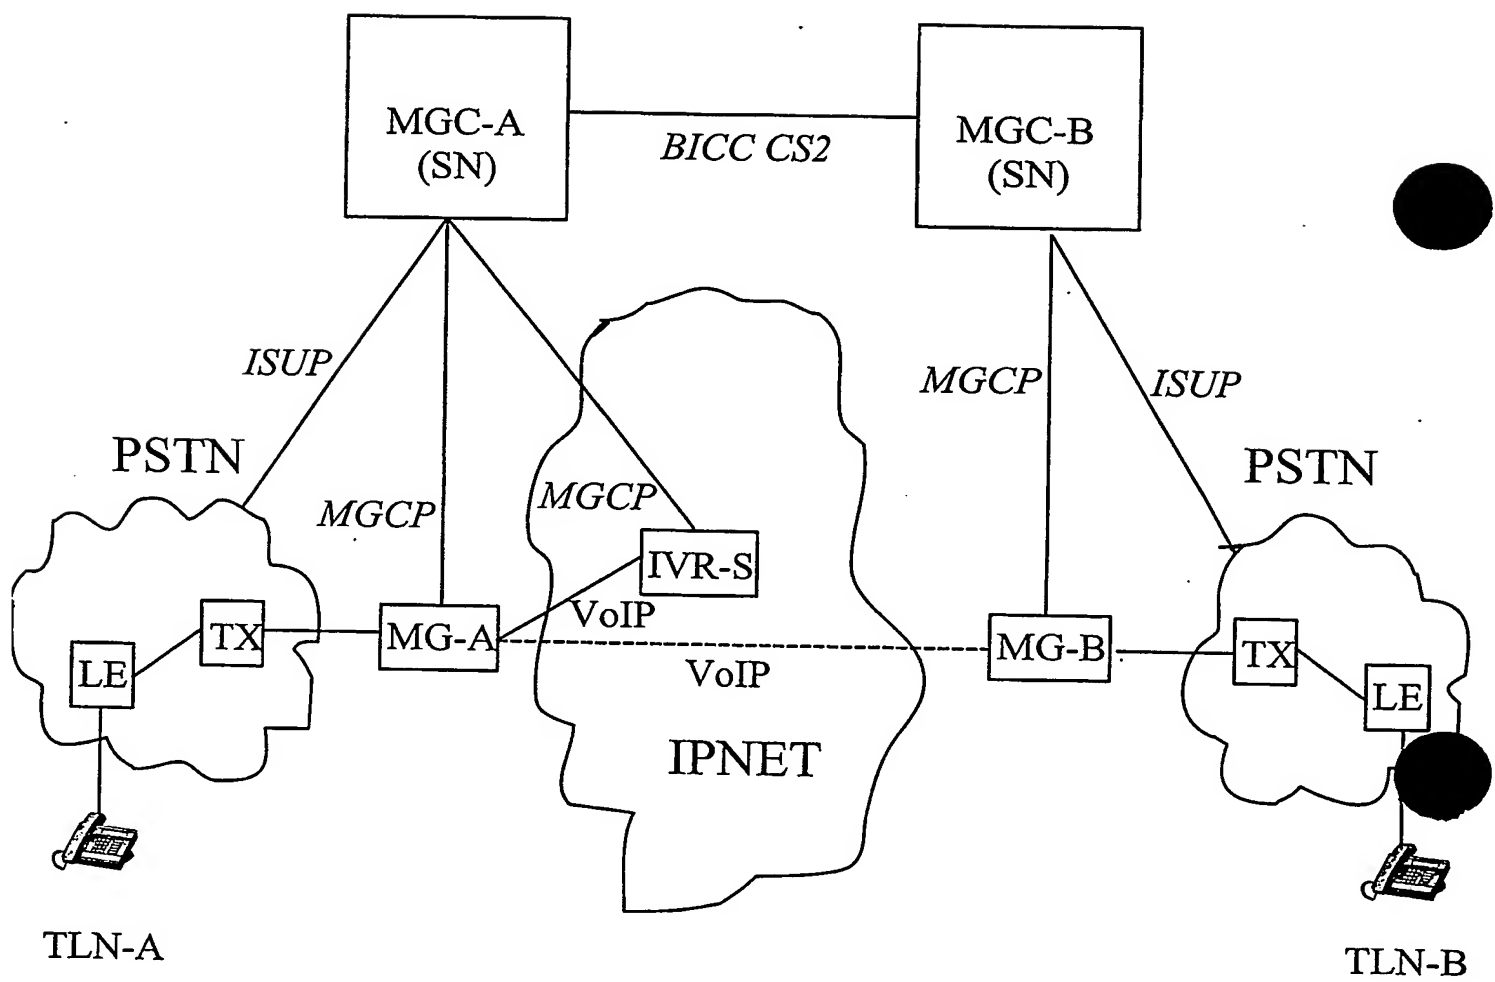 MGC-A
(SN)
BICC CS2
MGC-B
(SN)
ISUP
MGCP
ISUP
PSTN
PSTN
MGCP
MGCP
IVR-S
VoIP
TX
MG-A
MG-B
TX
LE
VoIP
LE
IPNET
TLN-A
TLN-B